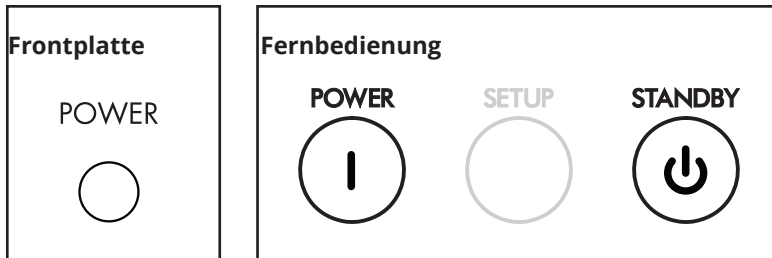 Frontplatte
POWER
Fernbedienung
POWER SETUP STANDBY